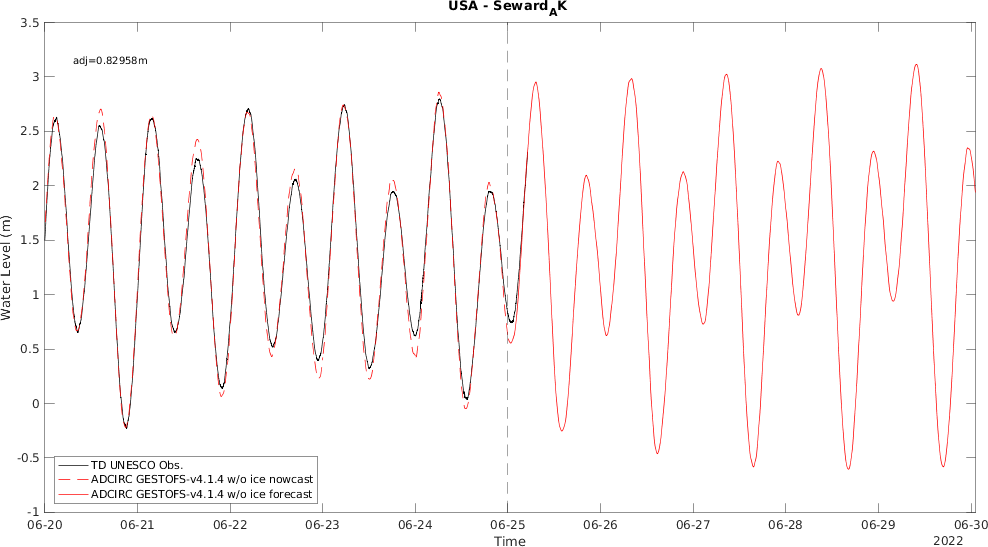 USA - Seward_AK
3.5
adj=0.82958m
3
2.5
2
1.5
1
0.5
0
-0.5
-1
Water Level (m)
TD UNESCO Obs.
ADCIRC GESTOFS-v4.1.4 w/o ice nowcast
ADCIRC GESTOFS-v4.1.4 w/o ice forecast
06-20 06-21 06-22 06-23 06-24 06-25 06-26 06-27 06-28 06-29 06-30
Time
2022